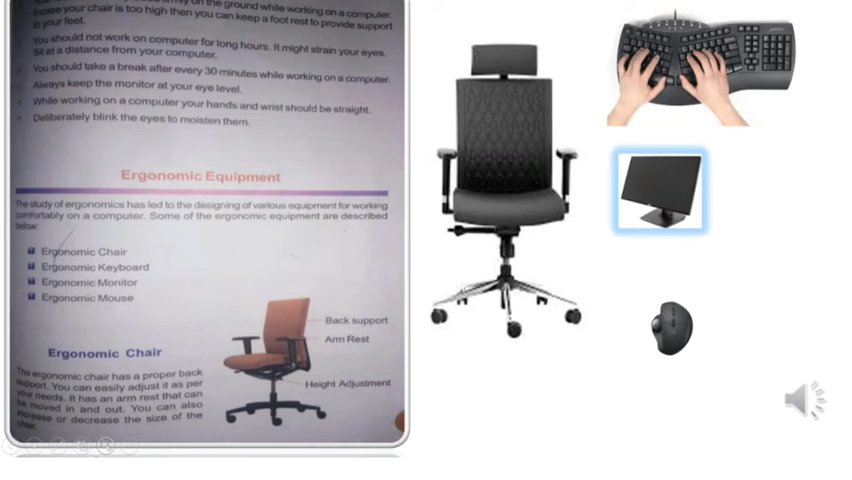 on the ground while working on a computer.
incase your chair is too high then you can keep a foot rest to provide support
to your feet.
You should not work on computer for long hours. It might strain your eyes.
Sit at a distance from your computer.
You should take a break after every 30 minutes while working on a computer.
Always keep the monitor at your eye level.
While working on a computer your hands and wrist should be straight.
Deliberately blink the eyes to moisten them.
Ergonomic Equipment
The study of ergonomics has led to the designing of various equipment for working
comfortably on a computer. Some of the ergonomic equipment are described
below:
Ergonomic Chair
Ergonomic Keyboard
Ergonomic Monitor
Ergonomic Mouse
Back support
Arm Rest
Height Adjustment
Ergonomic Chair
The ergonomic chair has a proper back
support. You can easily adjust it as per
your needs. It has an arm rest that can
be moved in and out. You can also
increase or decrease the size of the
chair.